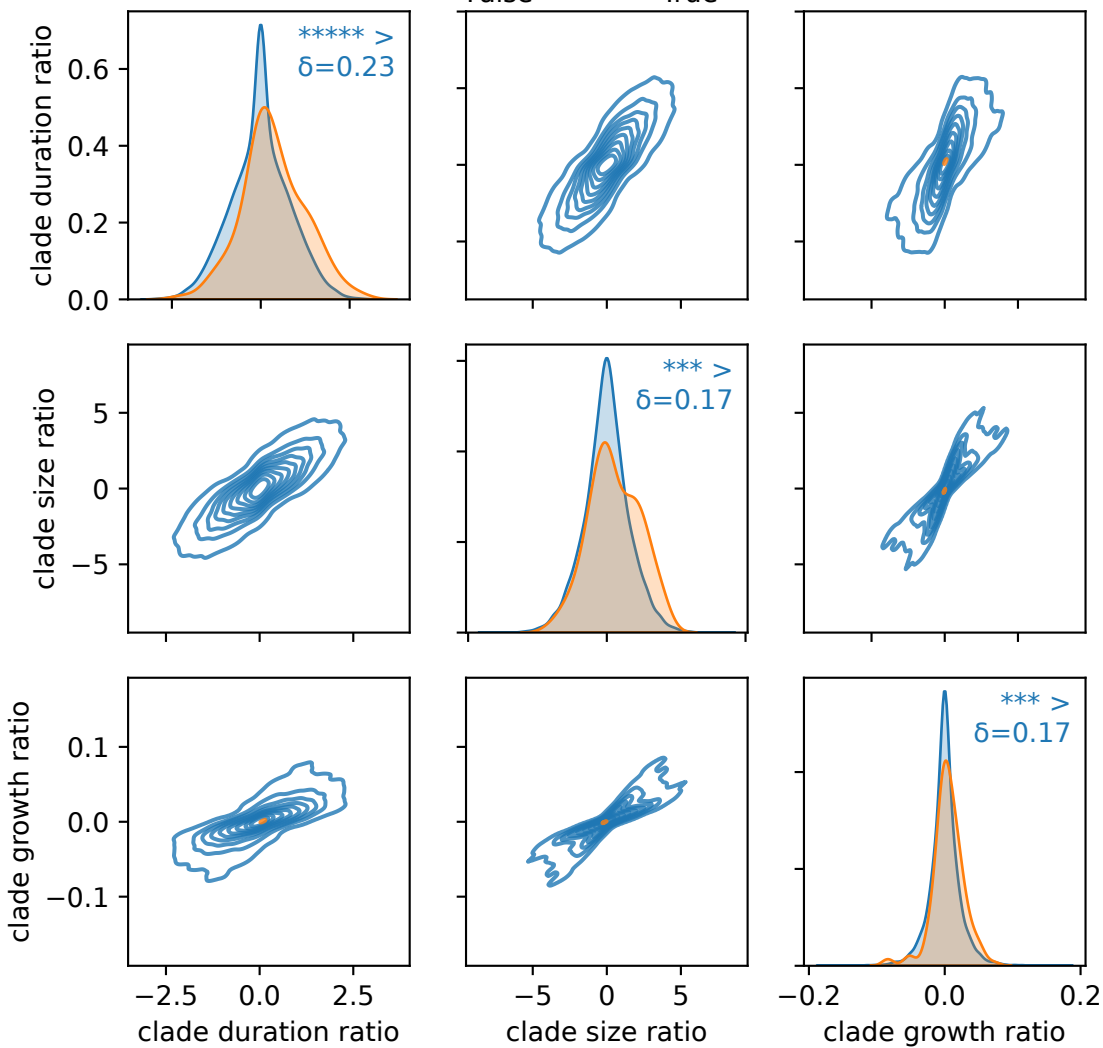 clade duration ratio
0.6
0.4
0.2
0.0
***** >
δ=0.23
clade size ratio
5
0
−5
*** >
δ=0.17
clade growth ratio
0.1
0.0
−0.1
*** >
δ=0.17
−2.5 0.0 2.5
−5 0 5
−0.2 0.0 0.2
clade duration ratio
clade size ratio
clade growth ratio